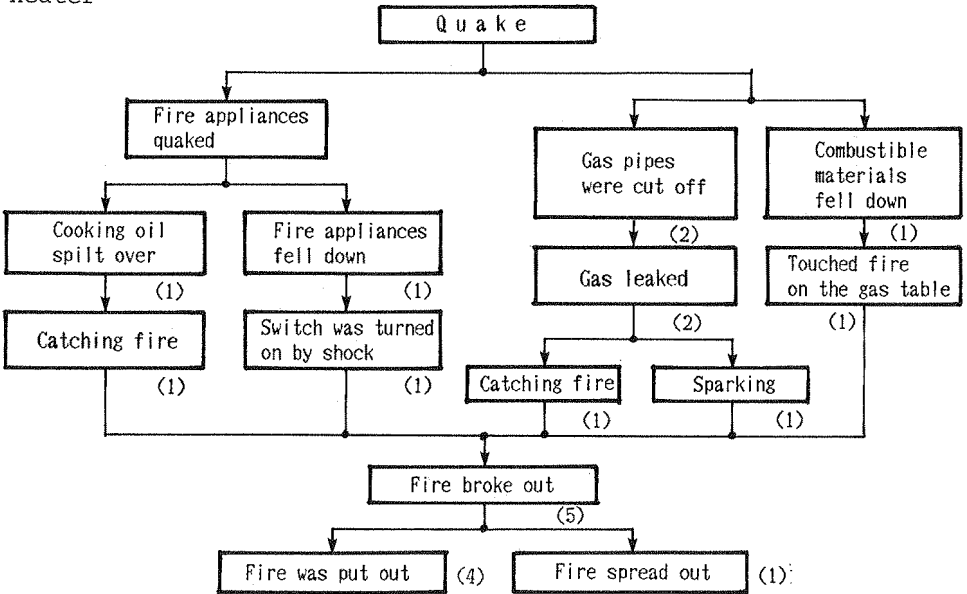 Heater
Quake
Fire appliances
quaked
Gas pipes
were cut off
Combustible
materials
fell down
(2)
(1)
Cooking oil
spilt over
Fire appliances
fell down
Gas leaked
Touched fire
on the gas table
(1)
(1)
(2)
(1)
Catching fire
Switch was turned
on by shock
(1)
(1)
Catching fire
Sparking
(1)
(1)
Fire broke out
(5)
Fire was put out
(4)
Fire spread out
(1)